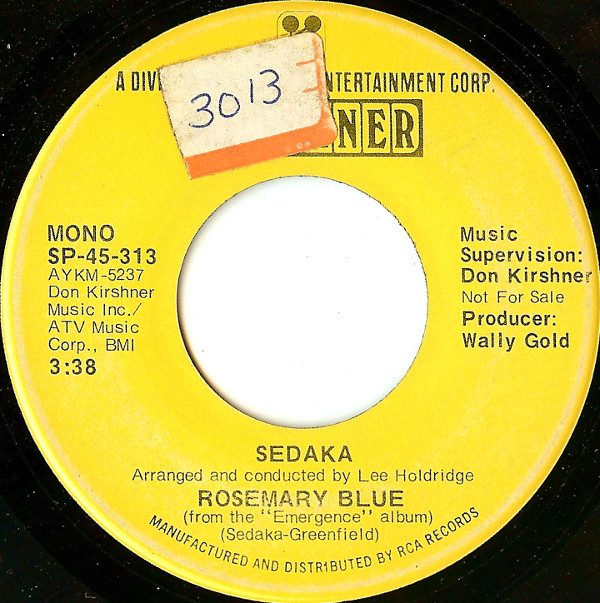 A DIV
NTERTAINMENT CORP.
3013
NER
MONO
SP-45-313
AYKM-5237
Don Kirshner
Music Inc./
ATV Music
Corp., BMI
3:38
Music
Supervision:
Don Kirshner
Not For Sale
Producer:
Wally Gold
SEDAKA
Arranged and conducted by Lee Holdridge
ROSEMARY BLUE
(from the "Emergence" album)
(Sedaka-Greenfield)
MANUFACTURED AND DISTRIBUTED BY RCA RECORDS